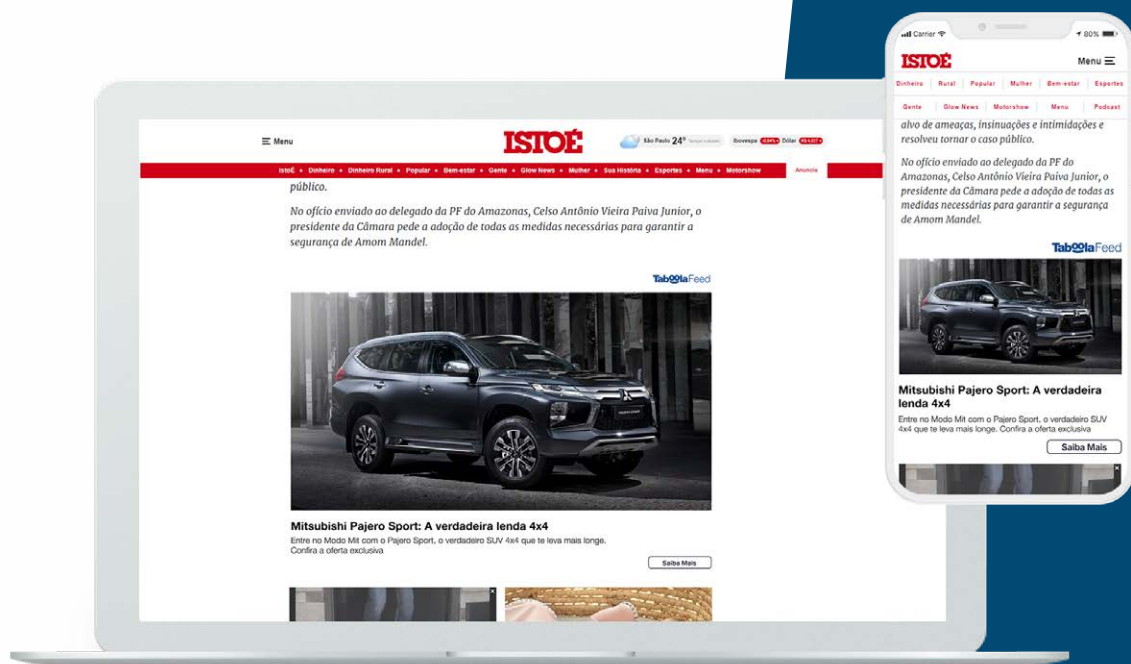 Menu
ISTOÉ
São Paulo 24°
Ibovespa
Dólar
IstoÉ • Dinheiro • Dinheiro Rural • Popular • Bem-estar • Gente • Glow News • Mulher • Sua História • Esportes • Menu • Motorshow
Anuncie
público.
No ofício enviado ao delegado da PF do Amazonas, Celso Antônio Vieira Paiva Junior, o
presidente da Câmara pede a adoção de todas as medidas necessárias para garantir a
segurança de Amom Mandel.
Taboola Feed
Mitsubishi Pajero Sport: A verdadeira lenda 4x4
Entre no Modo Mit com o Pajero Sport, o verdadeiro SUV 4x4 que te leva mais longe.
Confira a oferta exclusiva
Saiba Mais
Carrier
80%
ISTOÉ
Menu
Dinheiro Rural Popular Mulher Bem-estar Esportes
Gente Glow News Motorshow Menu Podcast
alvo de ameaças, insinuações e intimidações e
resolveu tornar o caso público.
No ofício enviado ao delegado da PF do
Amazonas, Celso Antônio Vieira Paiva Junior, o
presidente da Câmara pede a adoção de todas as
medidas necessárias para garantir a segurança
de Amom Mandel.
Taboola Feed
Mitsubishi Pajero Sport: A verdadeira
lenda 4x4
Entre no Modo Mit com o Pajero Sport, o verdadeiro SUV
4x4 que te leva mais longe. Confira a oferta exclusiva
Saiba Mais